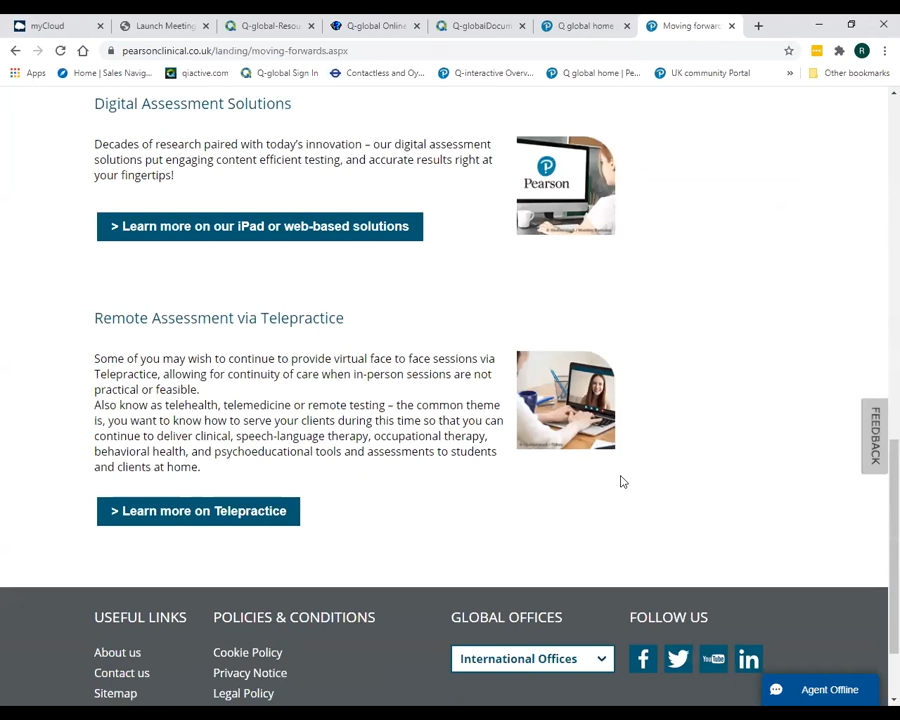 myCloud
Launch Meeting
Q-global-Resou
Q-global Online
Q-globalDocum
Q global home
Moving forward
pearsonclinical.co.uk/landing/moving-forwards.aspx
R
Apps
Home | Sales Navig...
qiactive.com
Q-global Sign In
Contactless and Oy...
Q-interactive Overv...
Q global home | Pe...
UK community Portal
»
Other bookmarks
Digital Assessment Solutions
Decades of research paired with today's innovation – our digital assessment
solutions put engaging content efficient testing, and accurate results right at
your fingertips!
Pearson
> Learn more on our iPad or web-based solutions
Remote Assessment via Telepractice
Some of you may wish to continue to provide virtual face to face sessions via
Telepractice, allowing for continuity of care when in-person sessions are not
practical or feasible.
Also know as telehealth, telemedicine or remote testing – the common theme
is, you want to know how to serve your clients during this time so that you can
continue to deliver clinical, speech-language therapy, occupational therapy,
behavioral health, and psychoeducational tools and assessments to students
and clients at home.
> Learn more on Telepractice
FEEDBACK
USEFUL LINKS
About us
Contact us
Sitemap
POLICIES & CONDITIONS
Cookie Policy
Privacy Notice
Legal Policy
GLOBAL OFFICES
International Offices
FOLLOW US
YouTube
in
Agent Offline